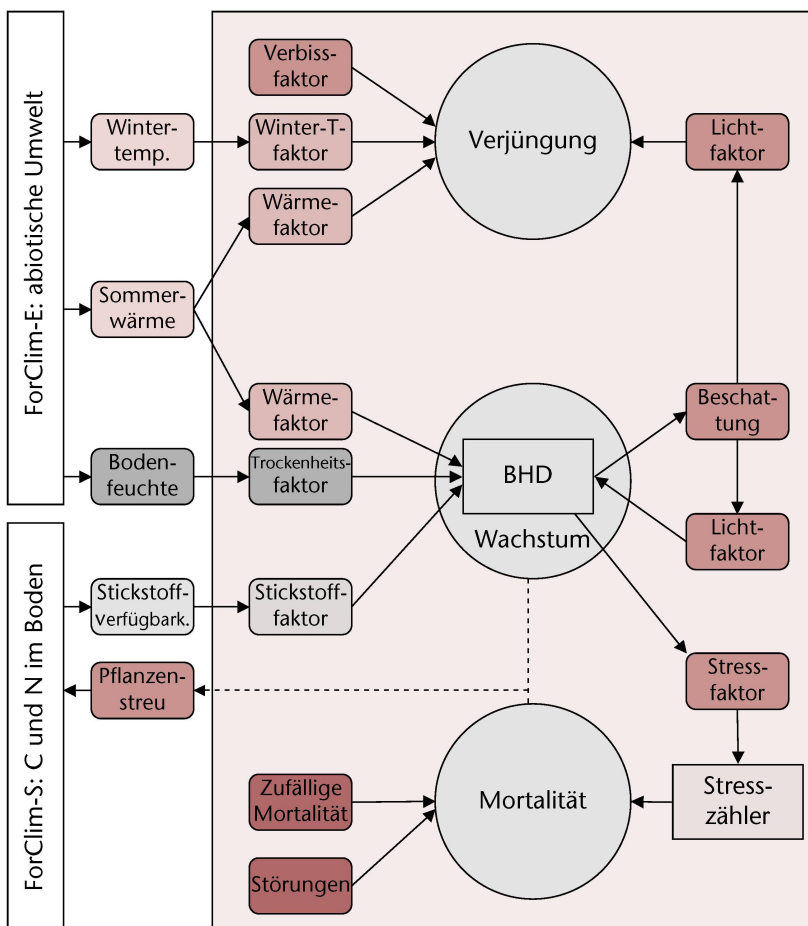 ForClim-E: abiotische Umwelt
Winter-
temp.
Sommer-
wärme
Boden-
feuchte
ForClim-S: C und N im Boden
Stickstoff-
verfügbark.
Pflanzen-
streu
Verbiss-
faktor
Winter-T-
faktor
Wärme-
faktor
Verjüngung
Licht-
faktor
Wärme-
faktor
Trockenheits-
faktor
Stickstoff-
faktor
BHD
Wachstum
Beschat-
tung
Licht-
faktor
Stress-
faktor
Stress-
zähler
Zufällige
Mortalität
Störungen
Mortalität